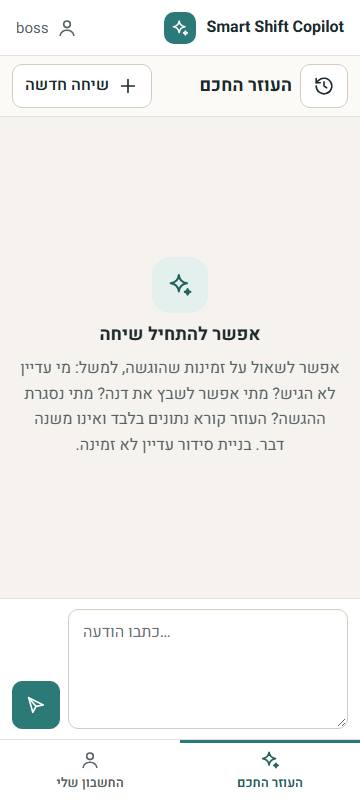 Smart Shift Copilot
boss
העוזר החכם
שיחה חדשה
אפשר להתחיל שיחה
אפשר לשאול על זמינות שהוגשה, למשל: מי עדיין
לא הגיש? מתי אפשר לשבץ את דנה? מתי נסגרת
ההגשה? העוזר קורא נתונים בלבד ואינו משנה
דבר. בניית סידור עדיין לא זמינה.
כתבו הודעה…
העוזר החכם
החשבון שלי